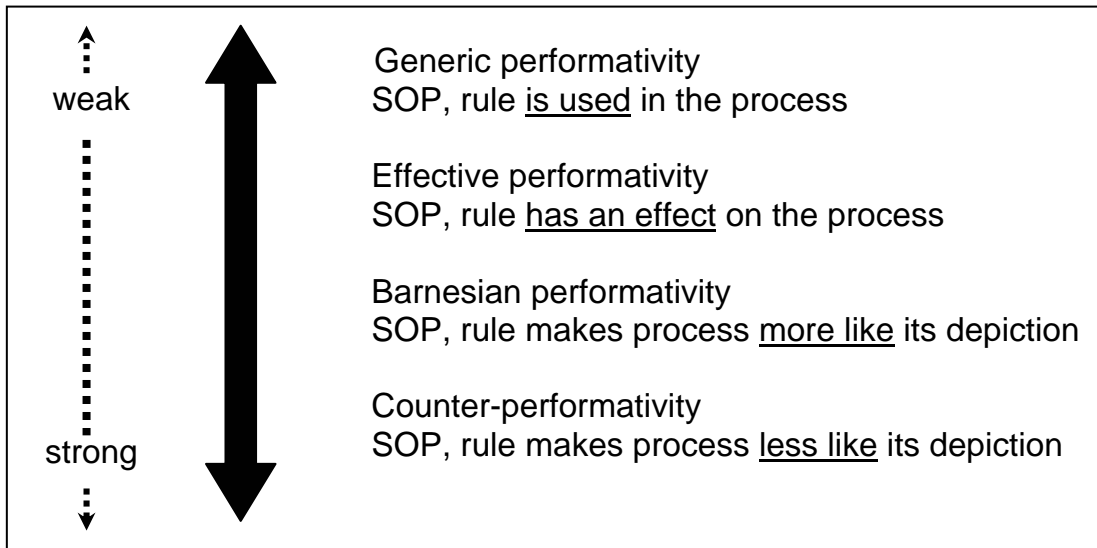 weak
strong
Generic performativity
SOP, rule is used in the process
Effective performativity
SOP, rule has an effect on the process
Barnesian performativity
SOP, rule makes process more like its depiction
Counter-performativity
SOP, rule makes process less like its depiction